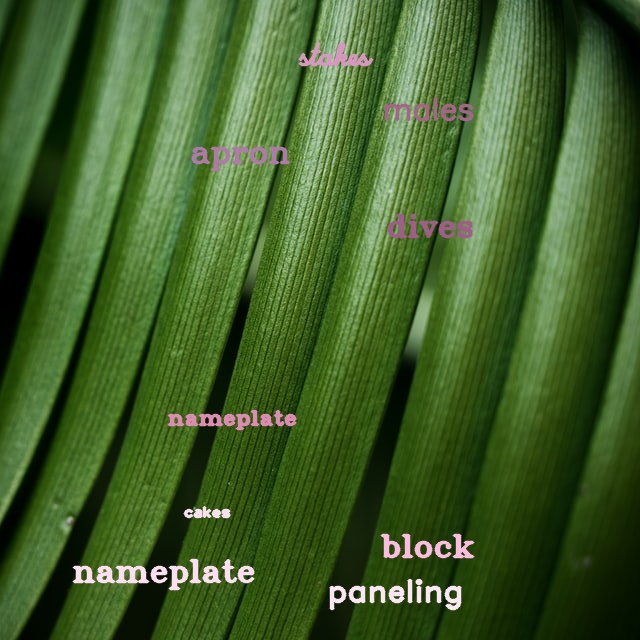 stakes
moles
apron
dives
nameplate
cakes
block
nameplate
paneling